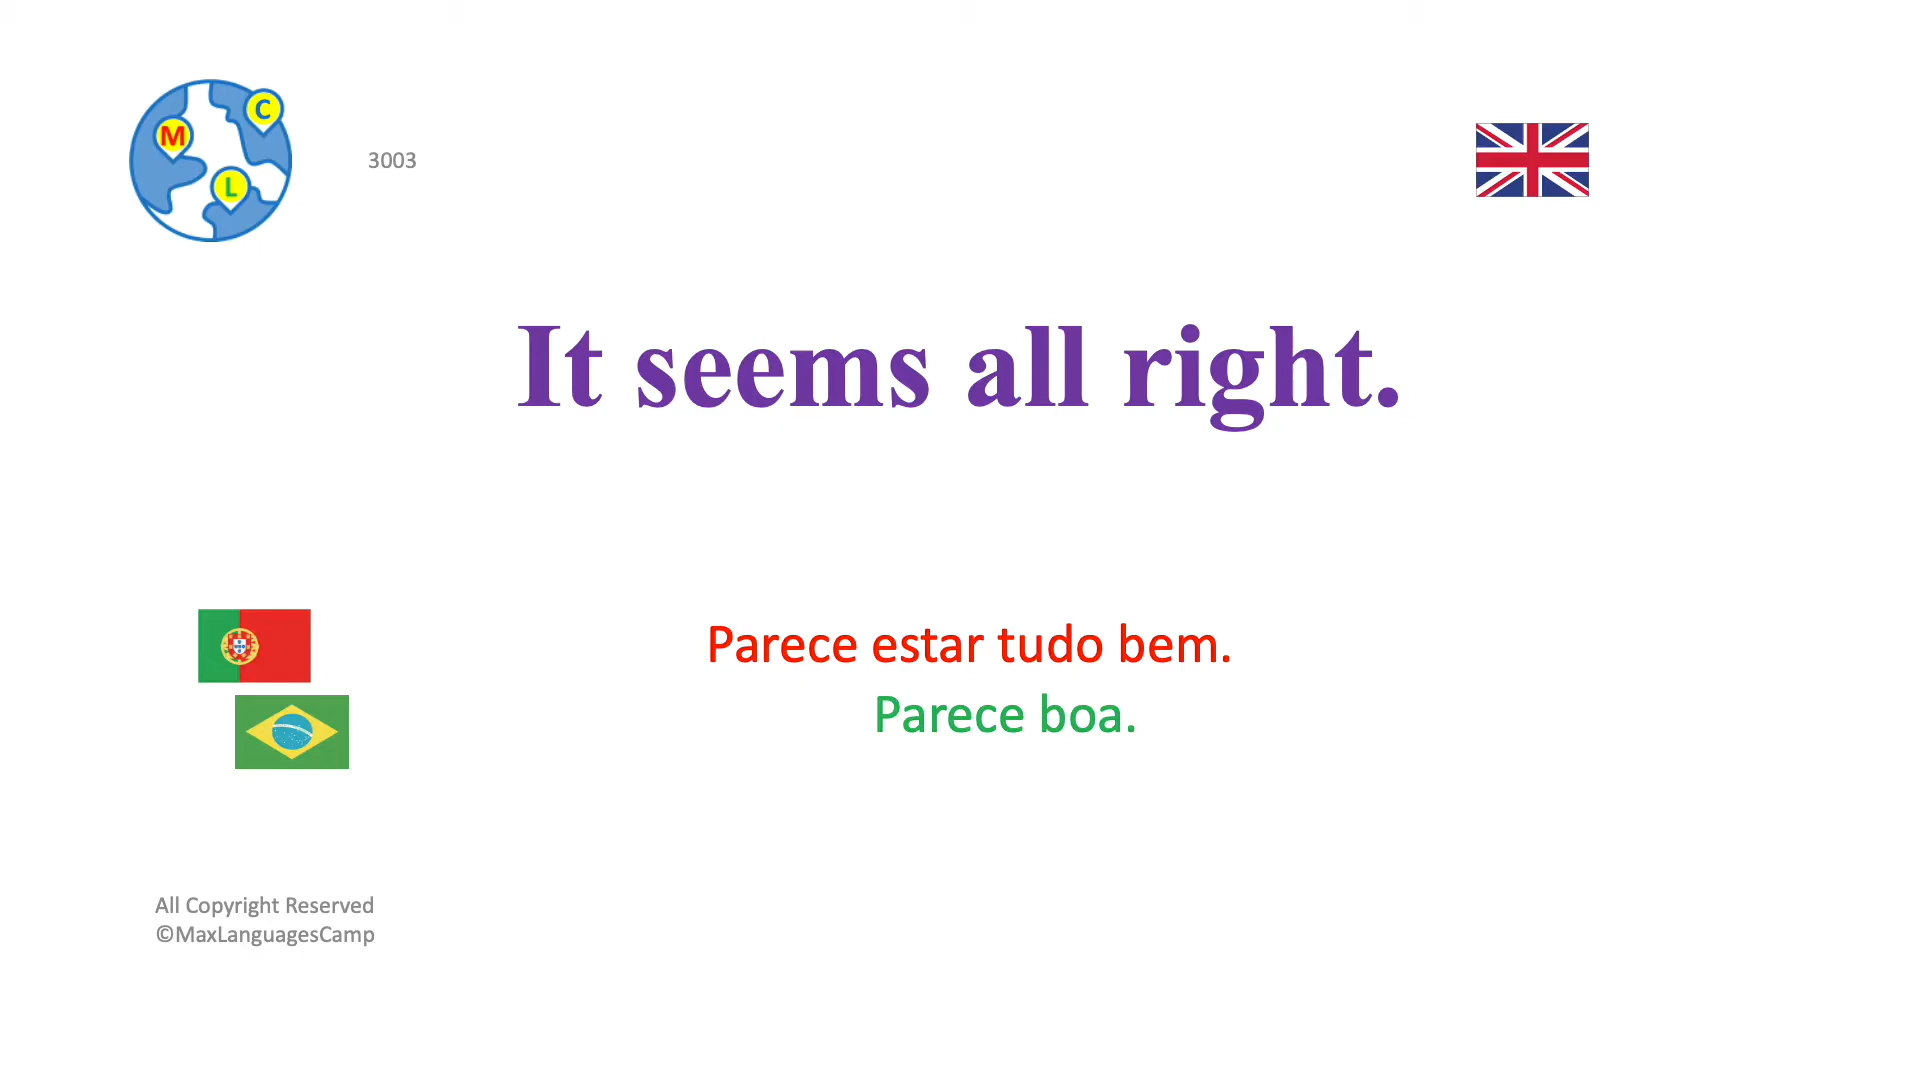 M
C
L
3003
It seems all right.
Parece estar tudo bem.
Parece boa.
All Copyright Reserved
©MaxLanguagesCamp